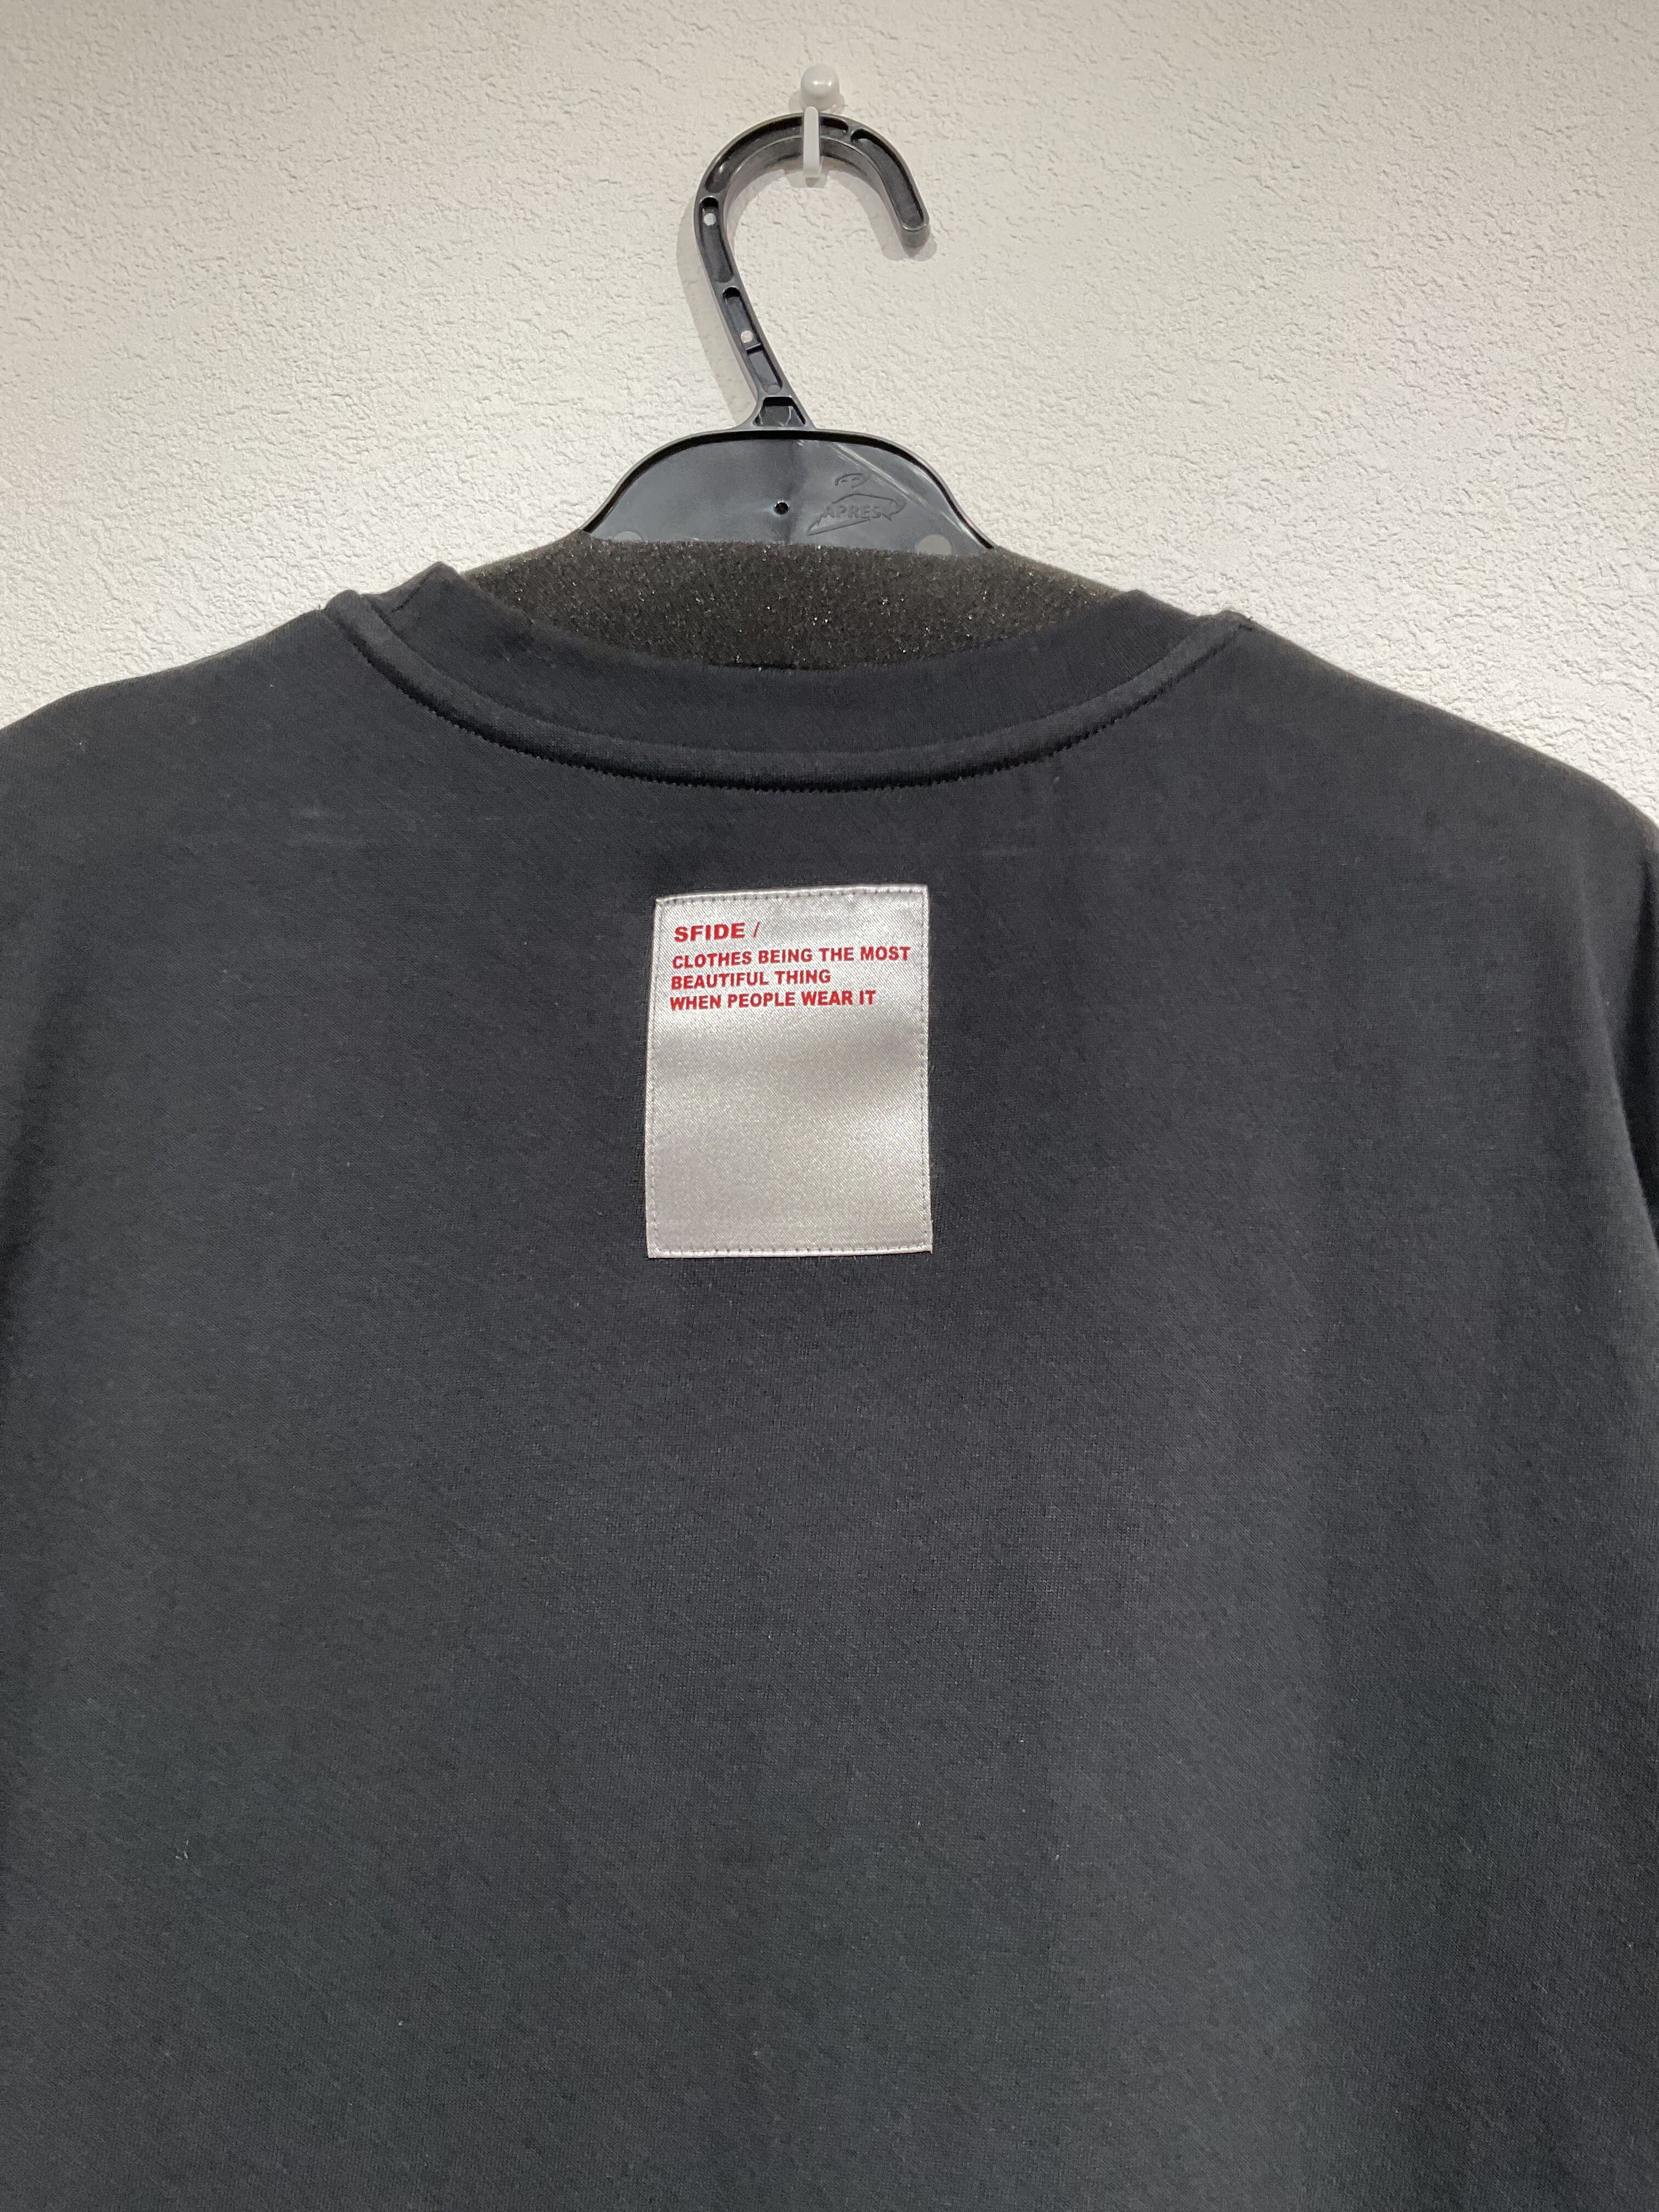 APRES
SFIDE /
CLOTHES BEING THE MOST
BEAUTIFUL THING
WHEN PEOPLE WEAR IT